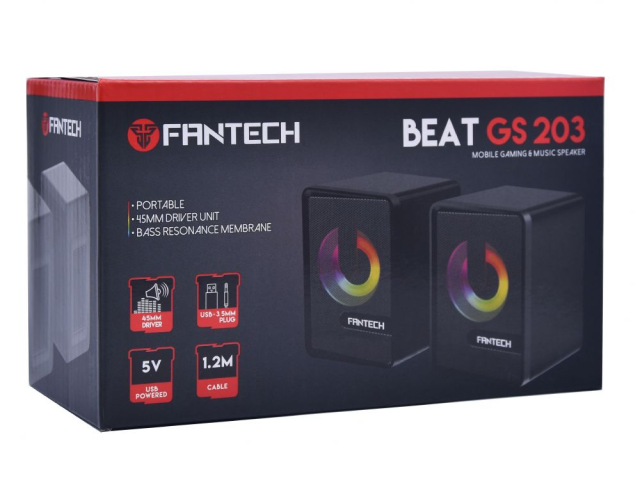 FANTECH
FANTECH
BEAT GS 203
MOBILE GAMING & MUSIC SPEAKER
• PORTABLE
• 45MM DRIVER UNIT
• BASS RESONANCE MEMBRANE
45MM
DRIVER
USB-3.5MM
PLUG
5V
USB
POWERED
1.2M
CABLE
FANTECH
FANTECH